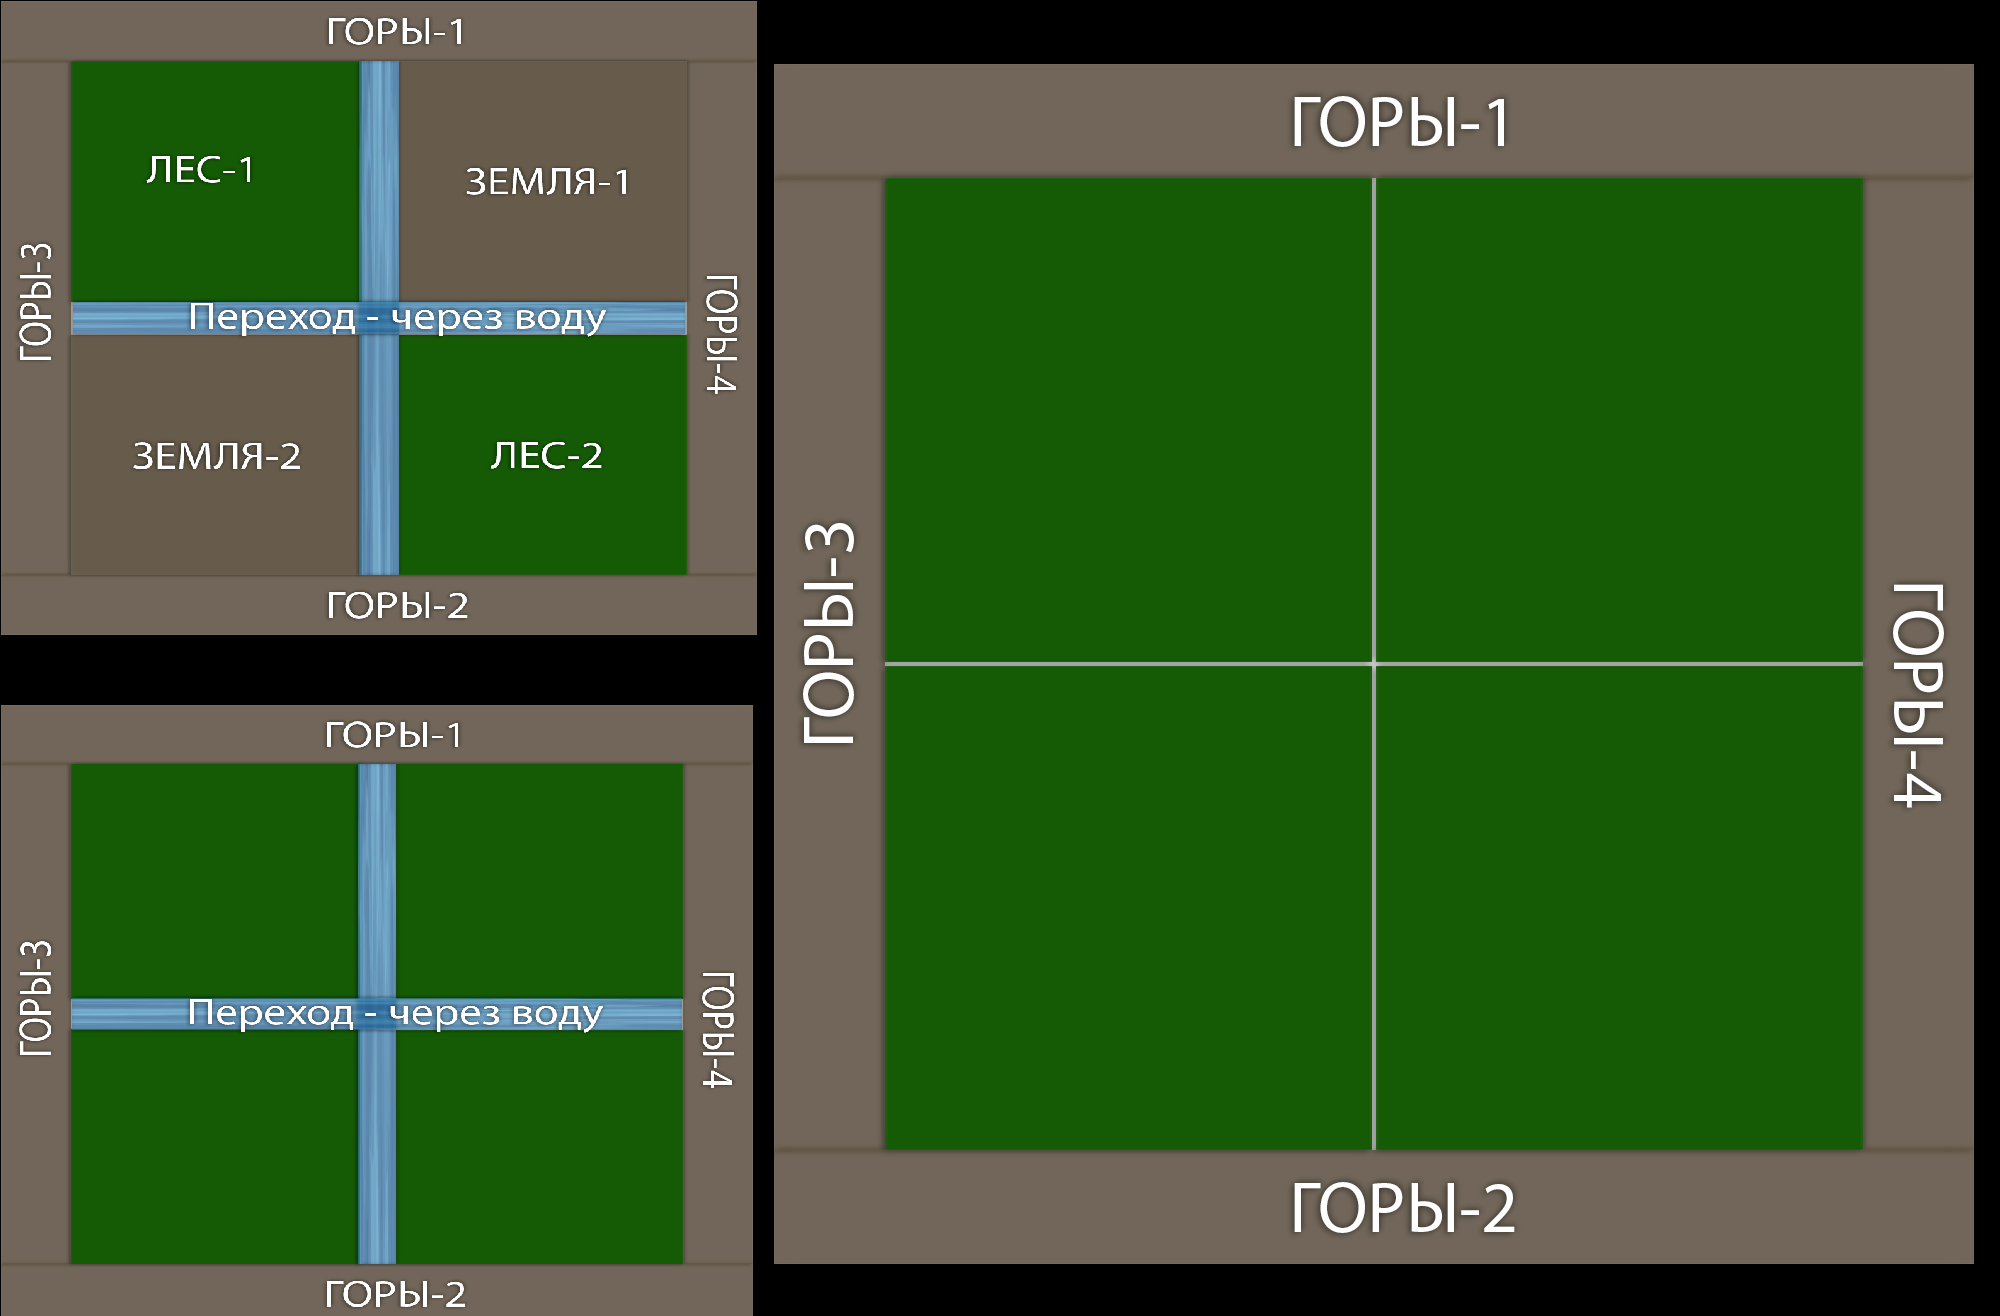 ГОРЫ-1
ЛЕС-1
ЗЕМЛЯ-1
ГОРЫ-3
Переход - через воду
ГОРЫ-4
ЗЕМЛЯ-2
ЛЕС-2
ГОРЫ-2
ГОРЫ-1
ГОРЫ-3
Переход - через воду
ГОРЫ-4
ГОРЫ-2
ГОРЫ-1
ГОРЫ-3
ГОРЫ-4
ГОРЫ-2